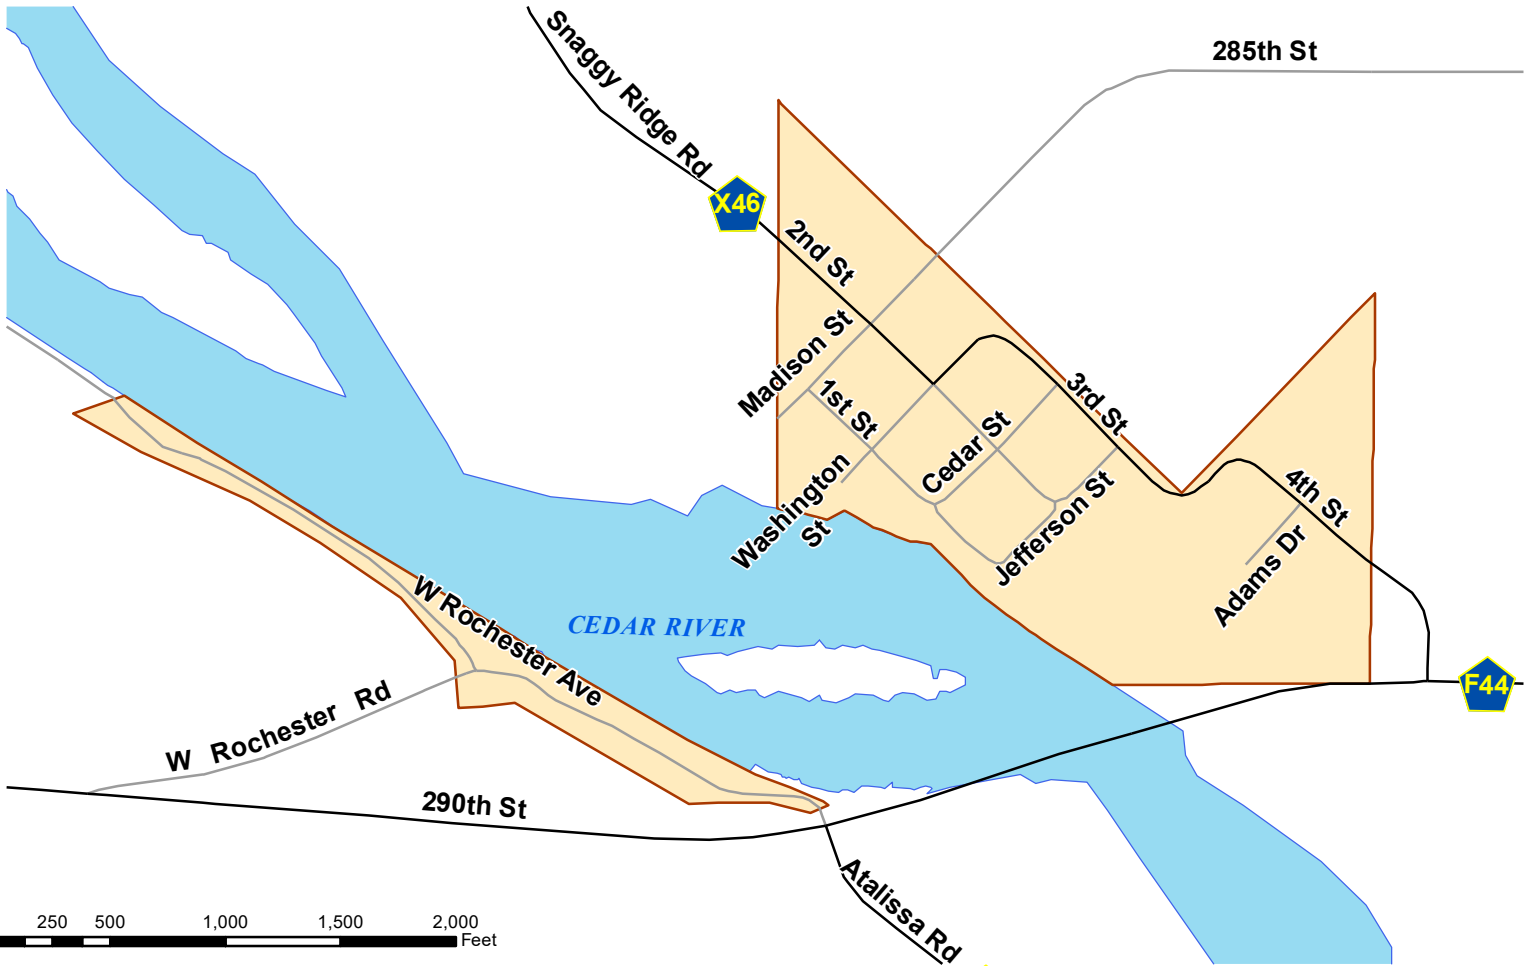 Snaggy Ridge Rd
285th St
X46
2nd St
Madison St
1st St
3rd St
Cedar St
Washington
St
Jefferson St
4th St
Adams Dr
W Rochester Ave
CEDAR RIVER
F44
W Rochester Rd
290th St
Atalissa Rd
250 500 1,000 1,500 2,000
Feet